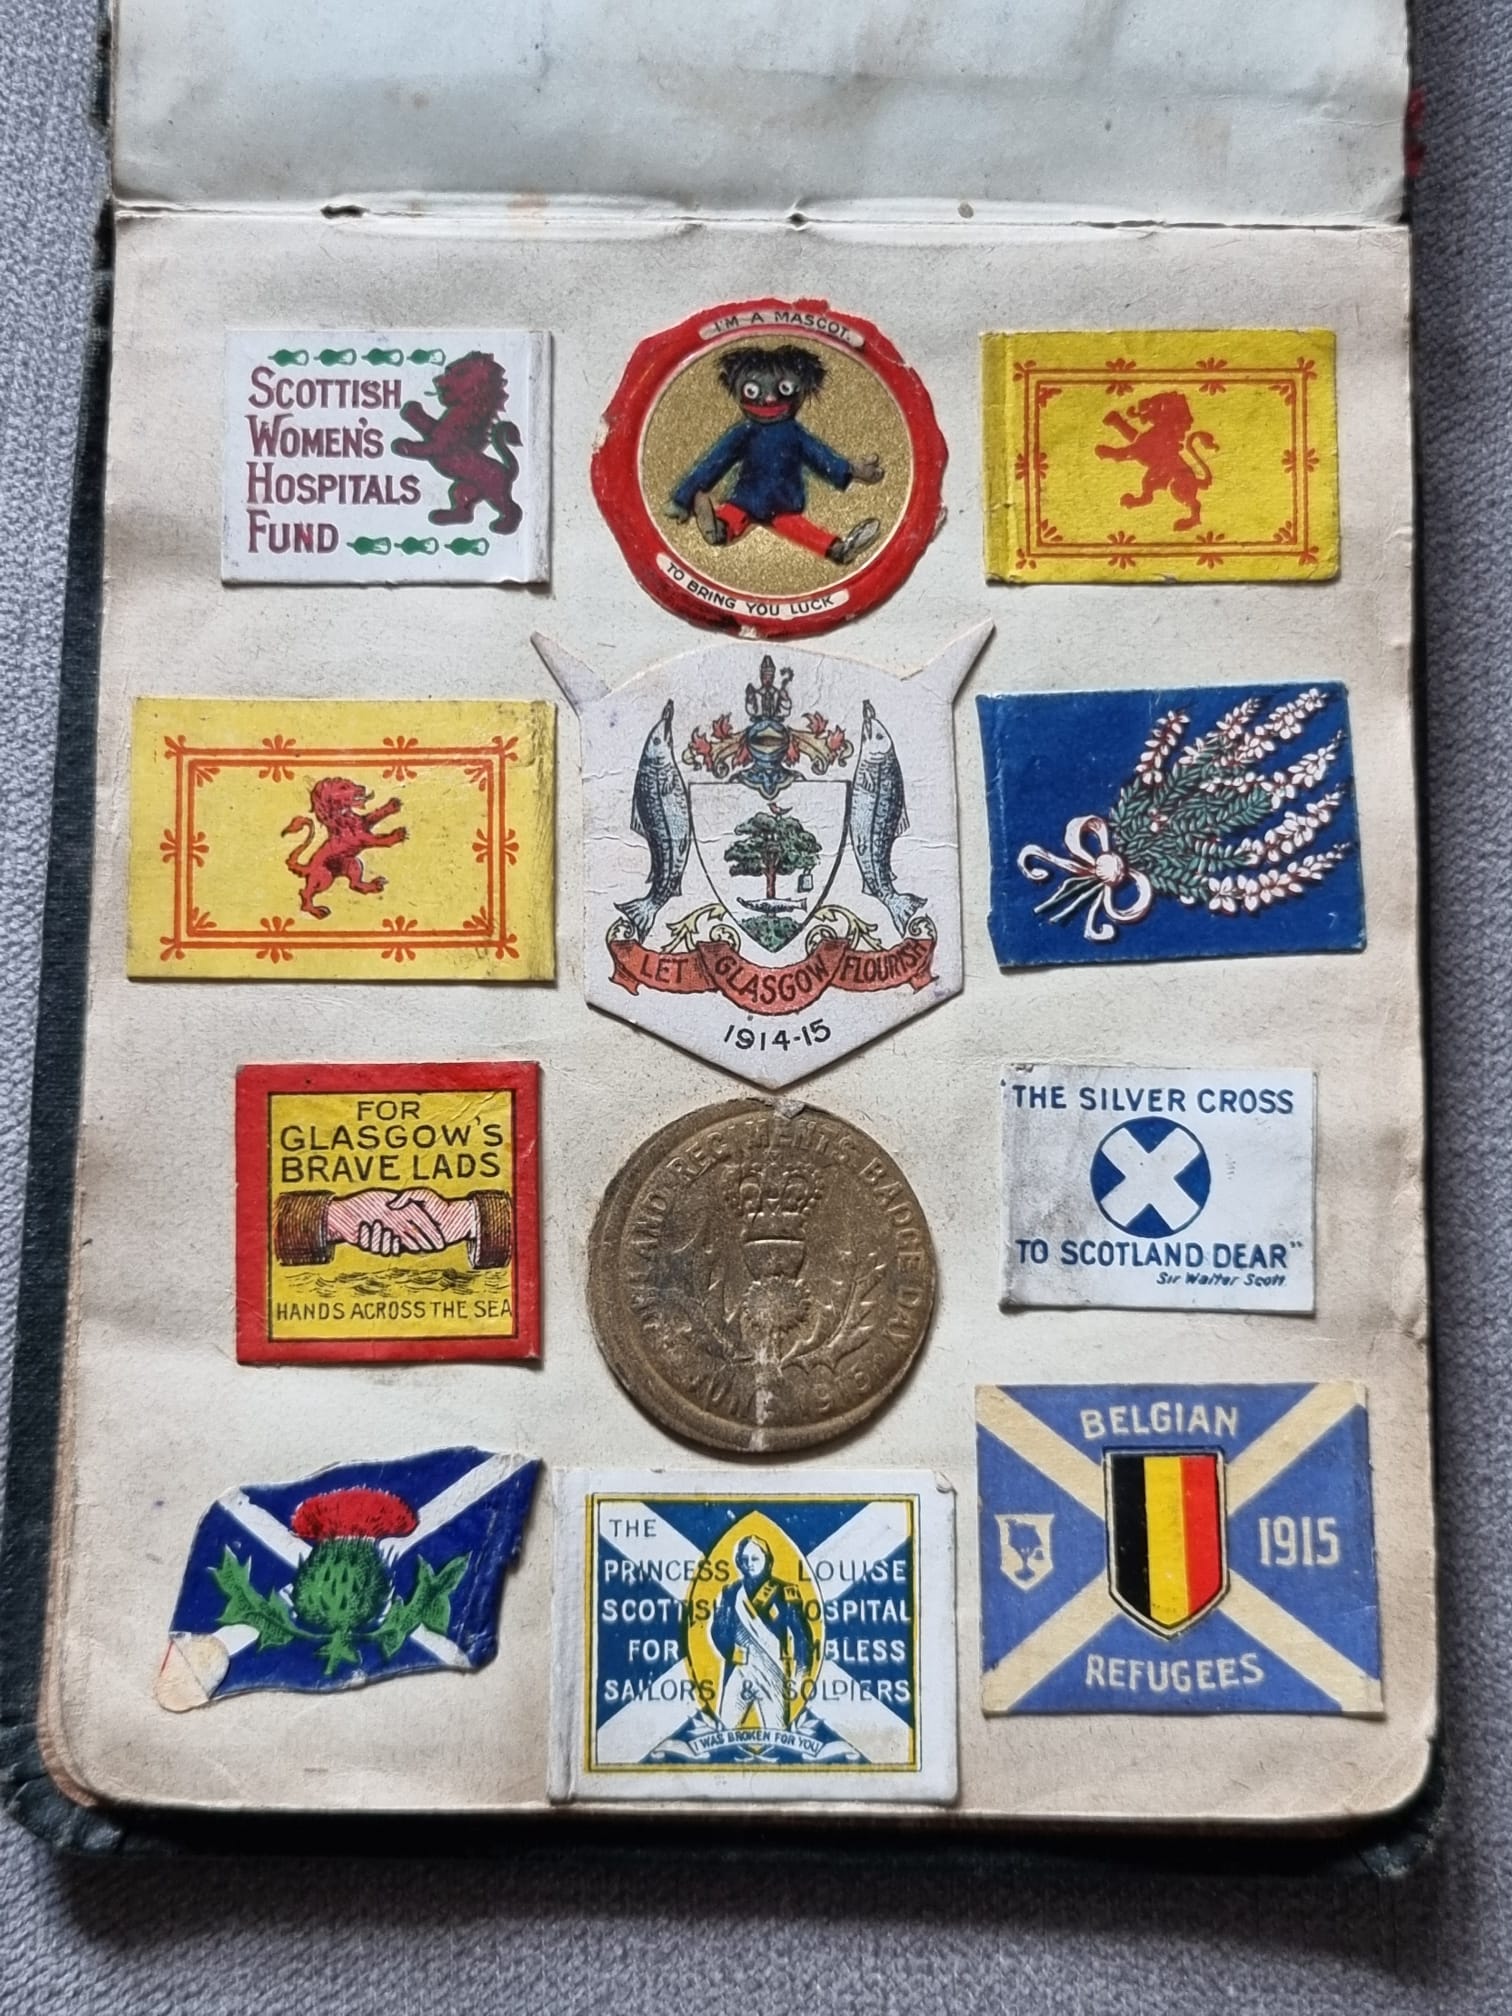 SCOTTISH
WOMEN'S
HOSPITALS
FUND
I'M A MASCOT.
TO BRING YOU LUCK
LET GLASGOW FLOURISH
1914-15
FOR
GLASGOW'S
BRAVE LADS
HANDS ACROSS THE SEA
HIGHLAND REGIMENTS BADGE DAY
JUNE 1915
THE SILVER CROSS
TO SCOTLAND DEAR"
Sir Walter Scott
THE
PRINCESS LOUISE
SCOTTISH HOSPITAL
FOR LIMBLESS
SAILORS & SOLDIERS
I WAS BROKEN FOR YOU
BELGIAN
1915
REFUGEES